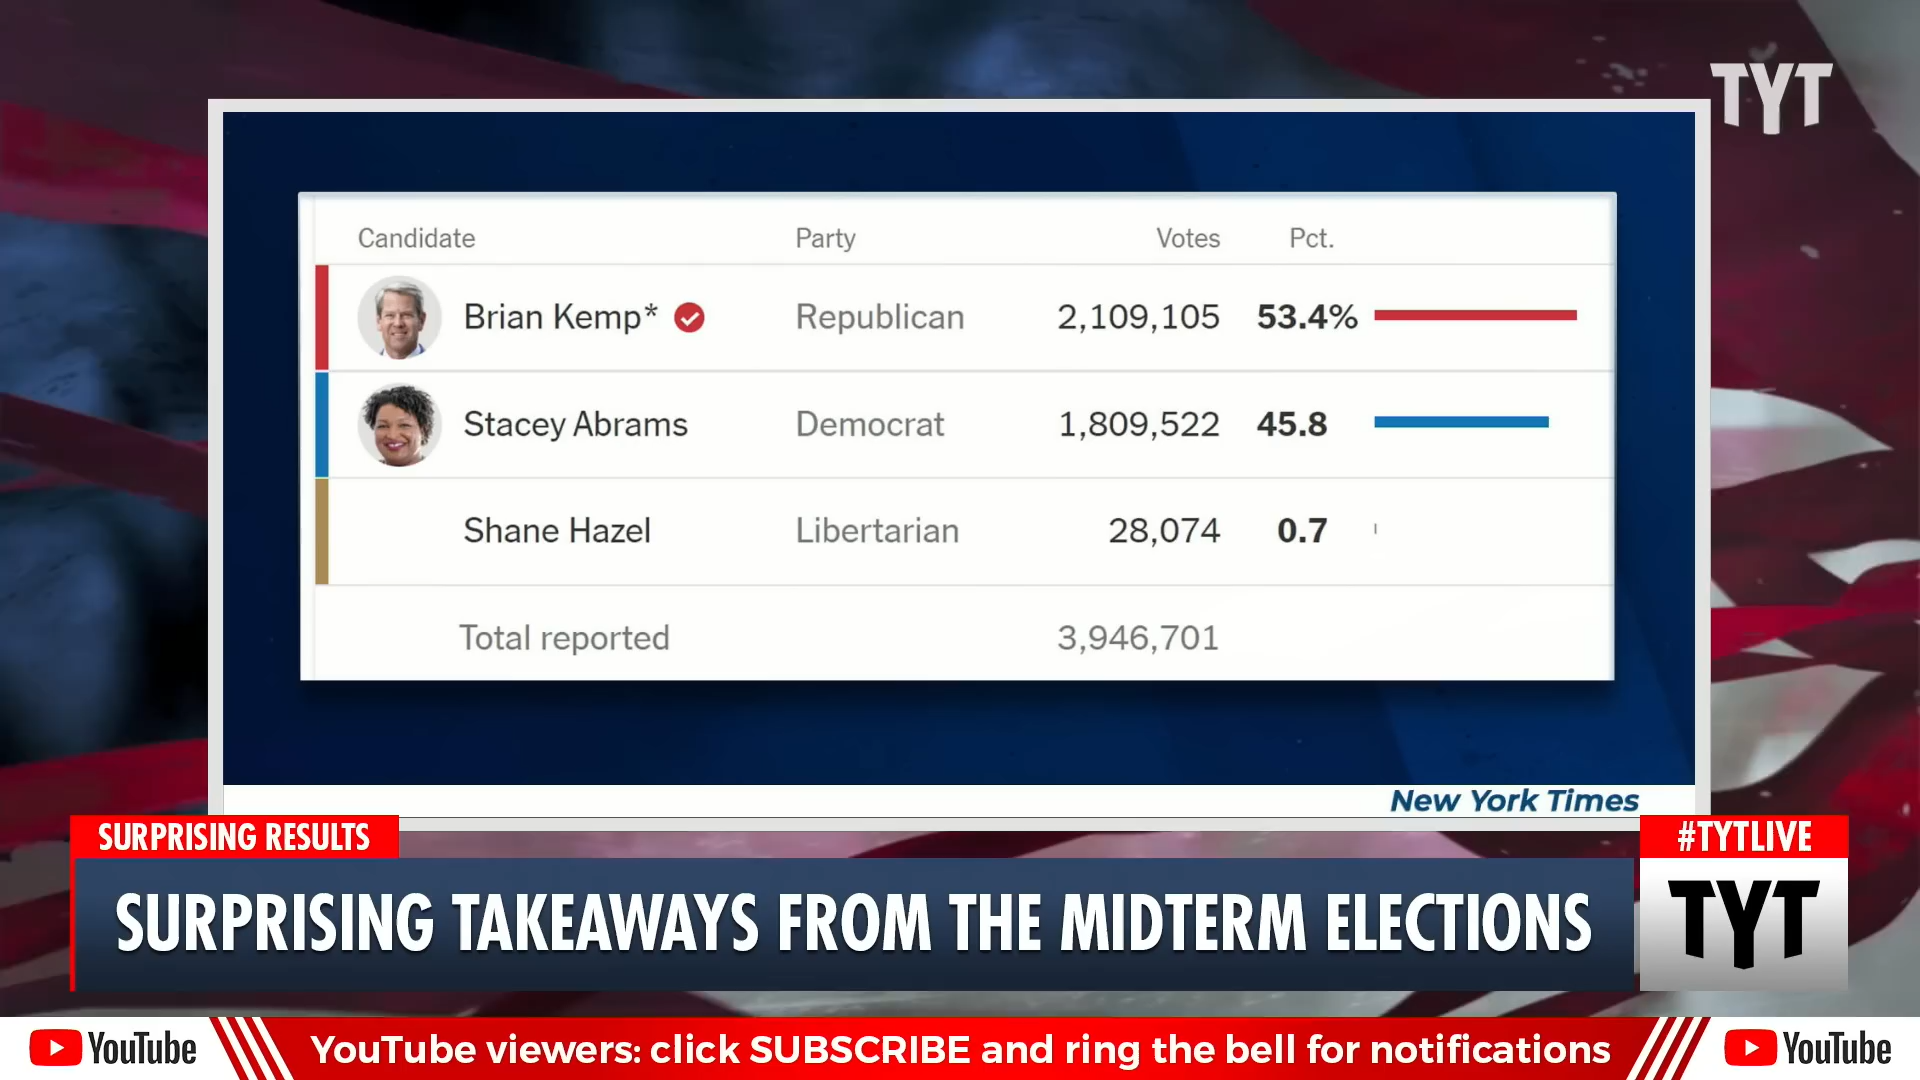 TYT
Candidate Party Votes Pct.
Brian Kemp* Republican 2,109,105 53.4%
Stacey Abrams Democrat 1,809,522 45.8
Shane Hazel Libertarian 28,074 0.7
Total reported 3,946,701
New York Times
SURPRISING RESULTS
#TYTLIVE
SURPRISING TAKEAWAYS FROM THE MIDTERM ELECTIONS
TYT
YouTube YouTube viewers: click SUBSCRIBE and ring the bell for notifications YouTube